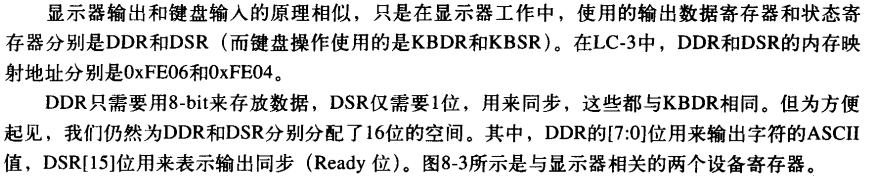 显示器输出和键盘输入的原理相似，只是在显示器工作中，使用的输出数据寄存器和状态寄
存器分别是DDR和DSR（而键盘操作使用的是KBDR和KBSR）。在LC-3中，DDR和DSR的内存映
射地址分别是0xFE06和0xFE04。
DDR只需要用8-bit来存放数据，DSR仅需要1位，用来同步，这些都与KBDR相同。但为方便
起见，我们仍然为DDR和DSR分别分配了16位的空间。其中，DDR的[7:0]位用来输出字符的ASCII
值，DSR[15]位用来表示输出同步（Ready 位）。图8-3所示是与显示器相关的两个设备寄存器。